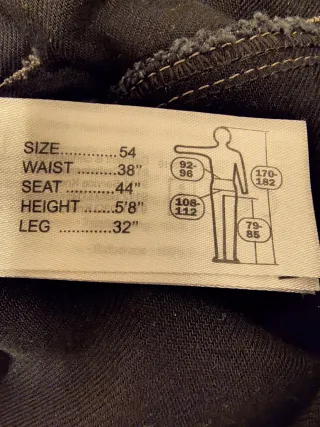 SIZE.............54
WAIST ..........38"
SEAT .............44"
HEIGHT .......5'8"
LEG .............32"
92-
96
170-
182
108-
112
79-
85